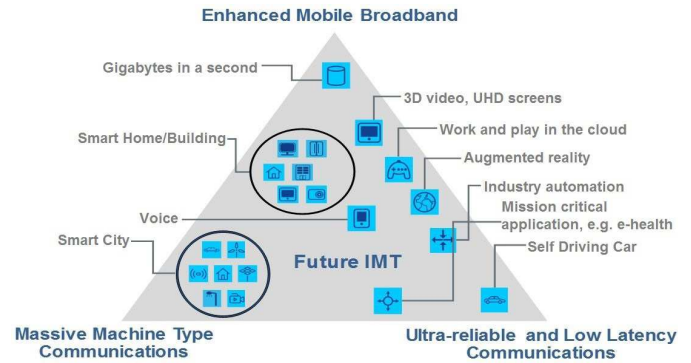 Enhanced Mobile Broadband
Gigabytes in a second
3D video, UHD screens
Smart Home/Building
Work and play in the cloud
Augmented reality
Industry automation
Mission critical
application, e.g. e-health
Voice
Smart City
Self Driving Car
Future IMT
Massive Machine Type
Communications
Ultra-reliable and Low Latency
Communications